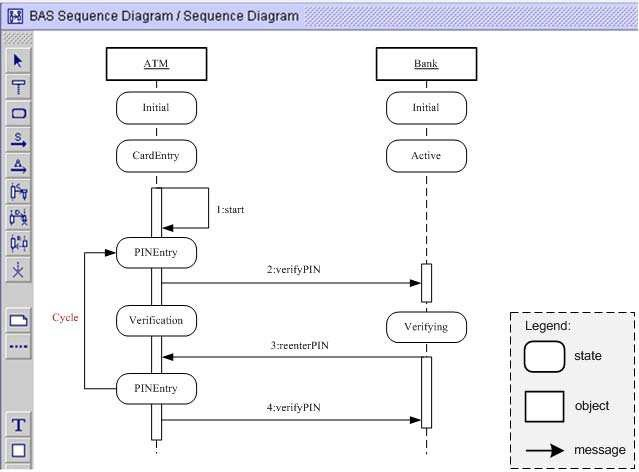 BAS Sequence Diagram / Sequence Diagram
ATM
Bank
Initial
Initial
CardEntry
Active
1:start
PINEntry
2:verifyPIN
Cycle
Verification
Verifying
3:reenterPIN
PINEntry
4:verifyPIN
Legend:
state
object
message
S
A
T